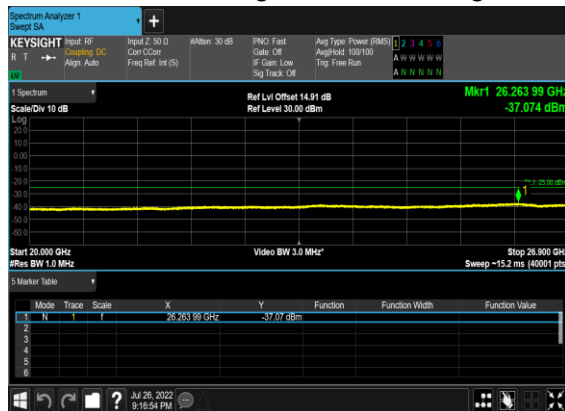 Spectrum Analyzer 1
Swept SA
+
KEYSIGHT Input: RF Input Z: 50 Ω #Atten: 30 dB PNO: Fast Avg Type: Power (RMS) 1 2 3 4 5 6
R T Coupling: DC Corr CCorr Gate: Off Avg|Hold: 100/100 A W W W W W
Align: Auto Freq Ref: Int (S) IF Gain: Low Trig: Free Run
LXI Sig Track: Off A N N N N N
1 Spectrum Ref Lvl Offset 14.91 dB Mkr1 26.263 99 GHz
Scale/Div 10 dB Ref Level 30.00 dBm -37.074 dBm
Log
20.0
10.0
0.00
-10.0
-20.0
-30.0
-40.0
-50.0
-60.0
1
Start 20.000 GHz Video BW 3.0 MHz* Stop 26.900 GHz
#Res BW 1.0 MHz Sweep ~15.2 ms (40001 pts
5 Marker Table
Mode Trace Scale X Y Function Function Width Function Value
1 N 1 f 26.263 99 GHz -37.07 dBm
2
3
4
5
6
? Jul 26, 2022
9:16:54 PM